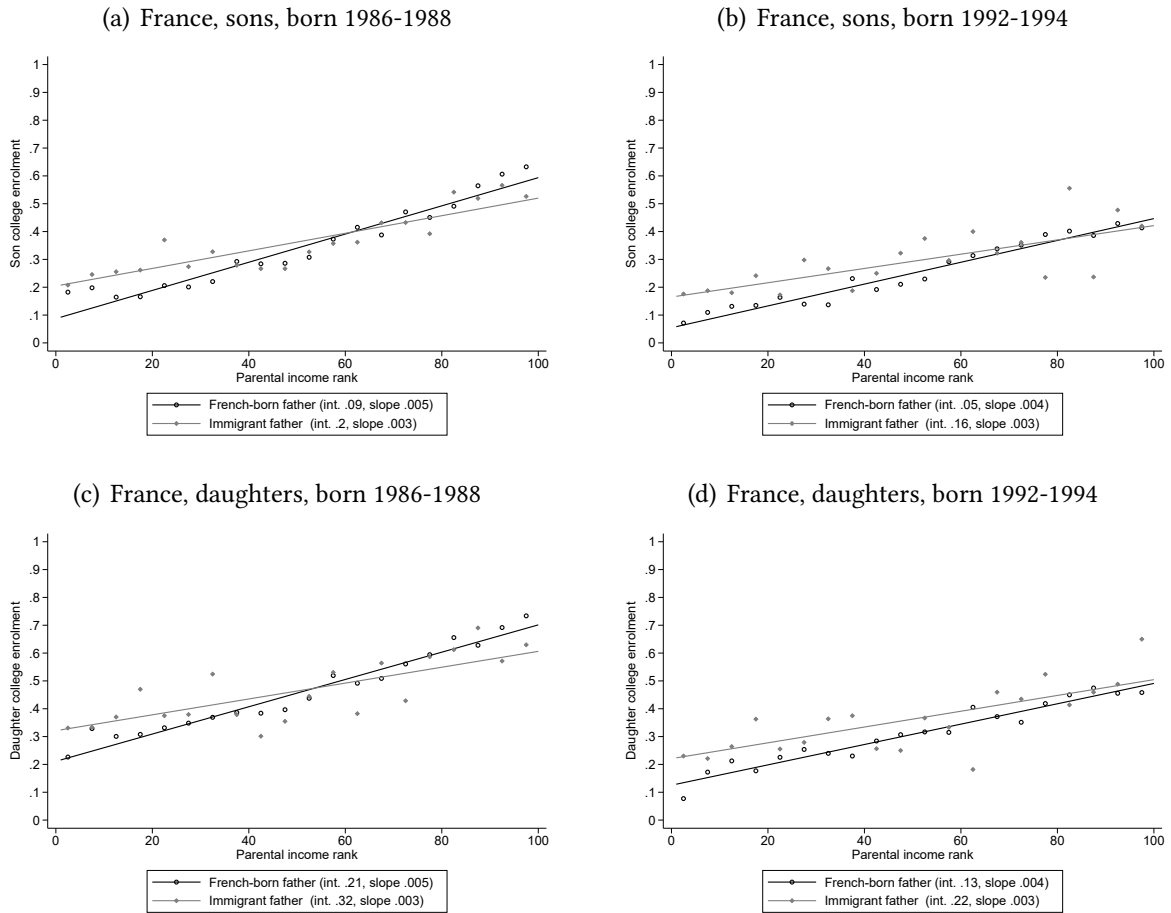 (a) France, sons, born 1986-1988
1
.9
.8
.7
.6
.5
.4
.3
.2
.1
0
Son college enrolment
0 20 40 60 80 100
Parental income rank
French-born father (int. .09, slope .005)
Immigrant father (int. .2, slope .003)
(b) France, sons, born 1992-1994
1
.9
.8
.7
.6
.5
.4
.3
.2
.1
0
Son college enrolment
0 20 40 60 80 100
Parental income rank
French-born father (int. .05, slope .004)
Immigrant father (int. .16, slope .003)
(c) France, daughters, born 1986-1988
1
.9
.8
.7
.6
.5
.4
.3
.2
.1
0
Daughter college enrolment
0 20 40 60 80 100
Parental income rank
French-born father (int. .21, slope .005)
Immigrant father (int. .32, slope .003)
(d) France, daughters, born 1992-1994
1
.9
.8
.7
.6
.5
.4
.3
.2
.1
0
Daughter college enrolment
0 20 40 60 80 100
Parental income rank
French-born father (int. .13, slope .004)
Immigrant father (int. .22, slope .003)